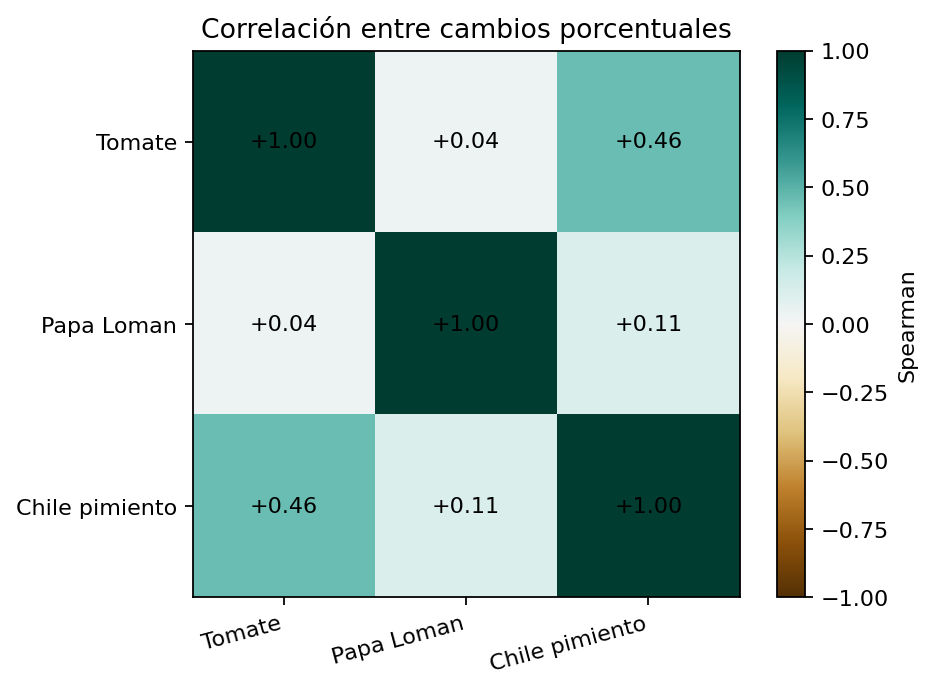 Correlación entre cambios porcentuales
Tomate
+1.00
+0.04
+0.46
Papa Loman
+0.04
+1.00
+0.11
Chile pimiento
+0.46
+0.11
+1.00
Tomate
Papa Loman
Chile pimiento
1.00
0.75
0.50
0.25
0.00
−0.25
−0.50
−0.75
−1.00
Spearman